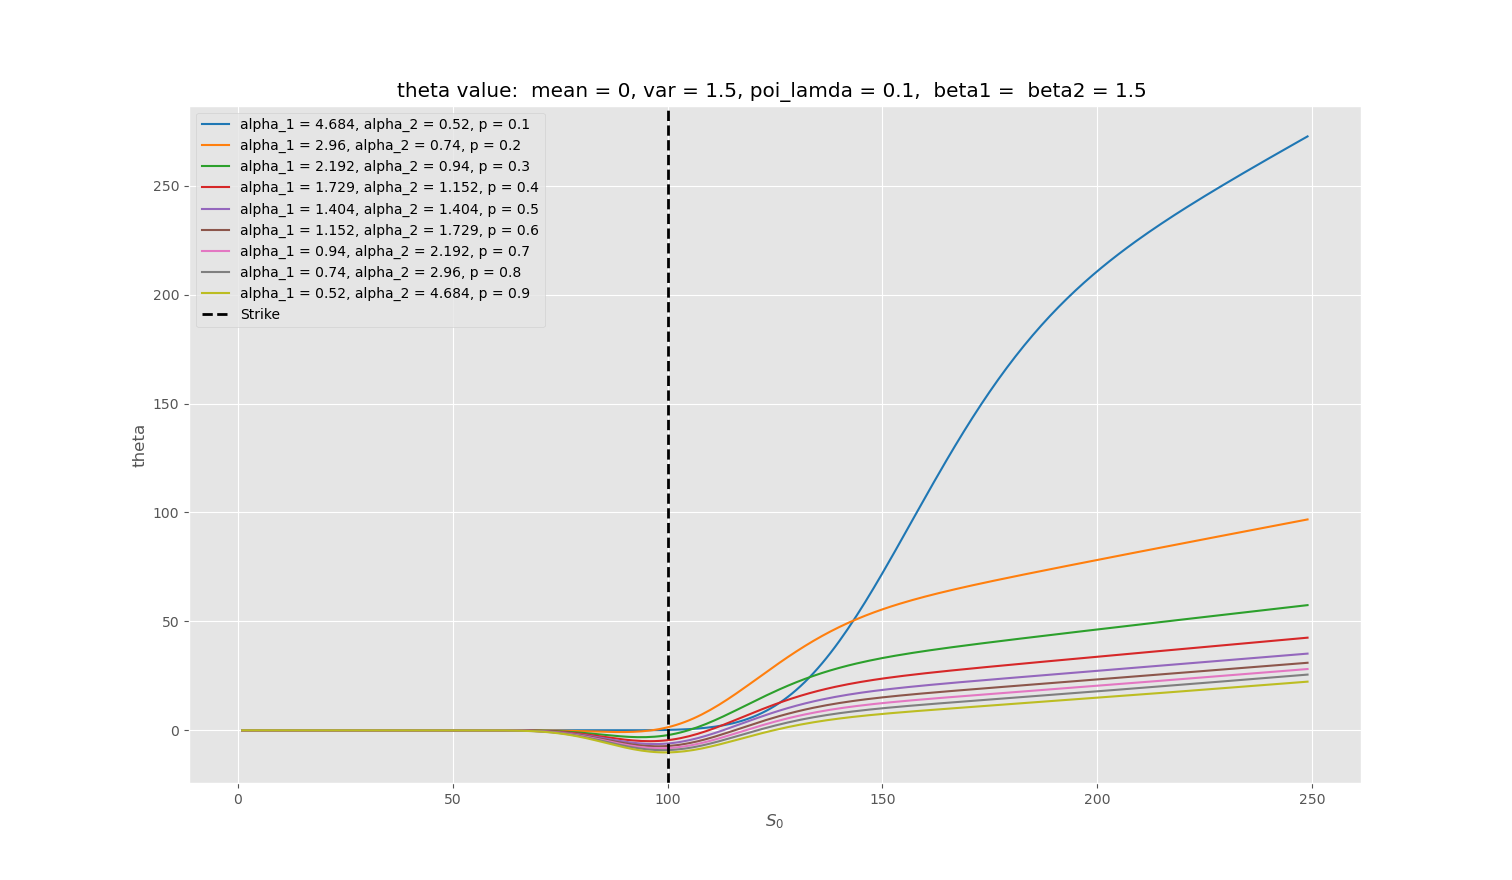 theta value:  mean = 0, var = 1.5, poi_lamda = 0.1,  beta1 =  beta2 = 1.5
alpha_1 = 4.684, alpha_2 = 0.52, p = 0.1
alpha_1 = 2.96, alpha_2 = 0.74, p = 0.2
alpha_1 = 2.192, alpha_2 = 0.94, p = 0.3
alpha_1 = 1.729, alpha_2 = 1.152, p = 0.4
alpha_1 = 1.404, alpha_2 = 1.404, p = 0.5
alpha_1 = 1.152, alpha_2 = 1.729, p = 0.6
alpha_1 = 0.94, alpha_2 = 2.192, p = 0.7
alpha_1 = 0.74, alpha_2 = 2.96, p = 0.8
alpha_1 = 0.52, alpha_2 = 4.684, p = 0.9
Strike
theta
250
200
150
100
50
0
0 50 100 150 200 250
S₀